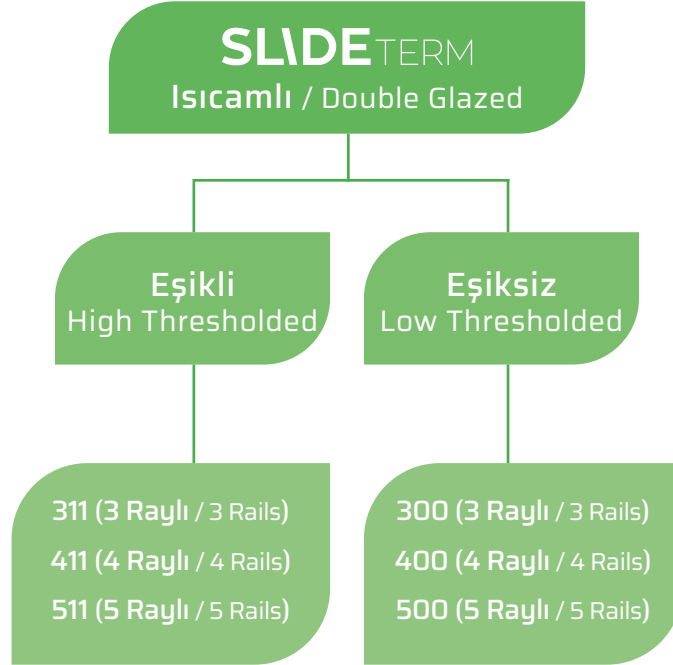 SLIDETERM
Isıcamlı / Double Glazed
Eşikli
High Thresholded
Eşiksiz
Low Thresholded
311 (3 Raylı / 3 Rails)
411 (4 Raylı / 4 Rails)
511 (5 Raylı / 5 Rails)
300 (3 Raylı / 3 Rails)
400 (4 Raylı / 4 Rails)
500 (5 Raylı / 5 Rails)